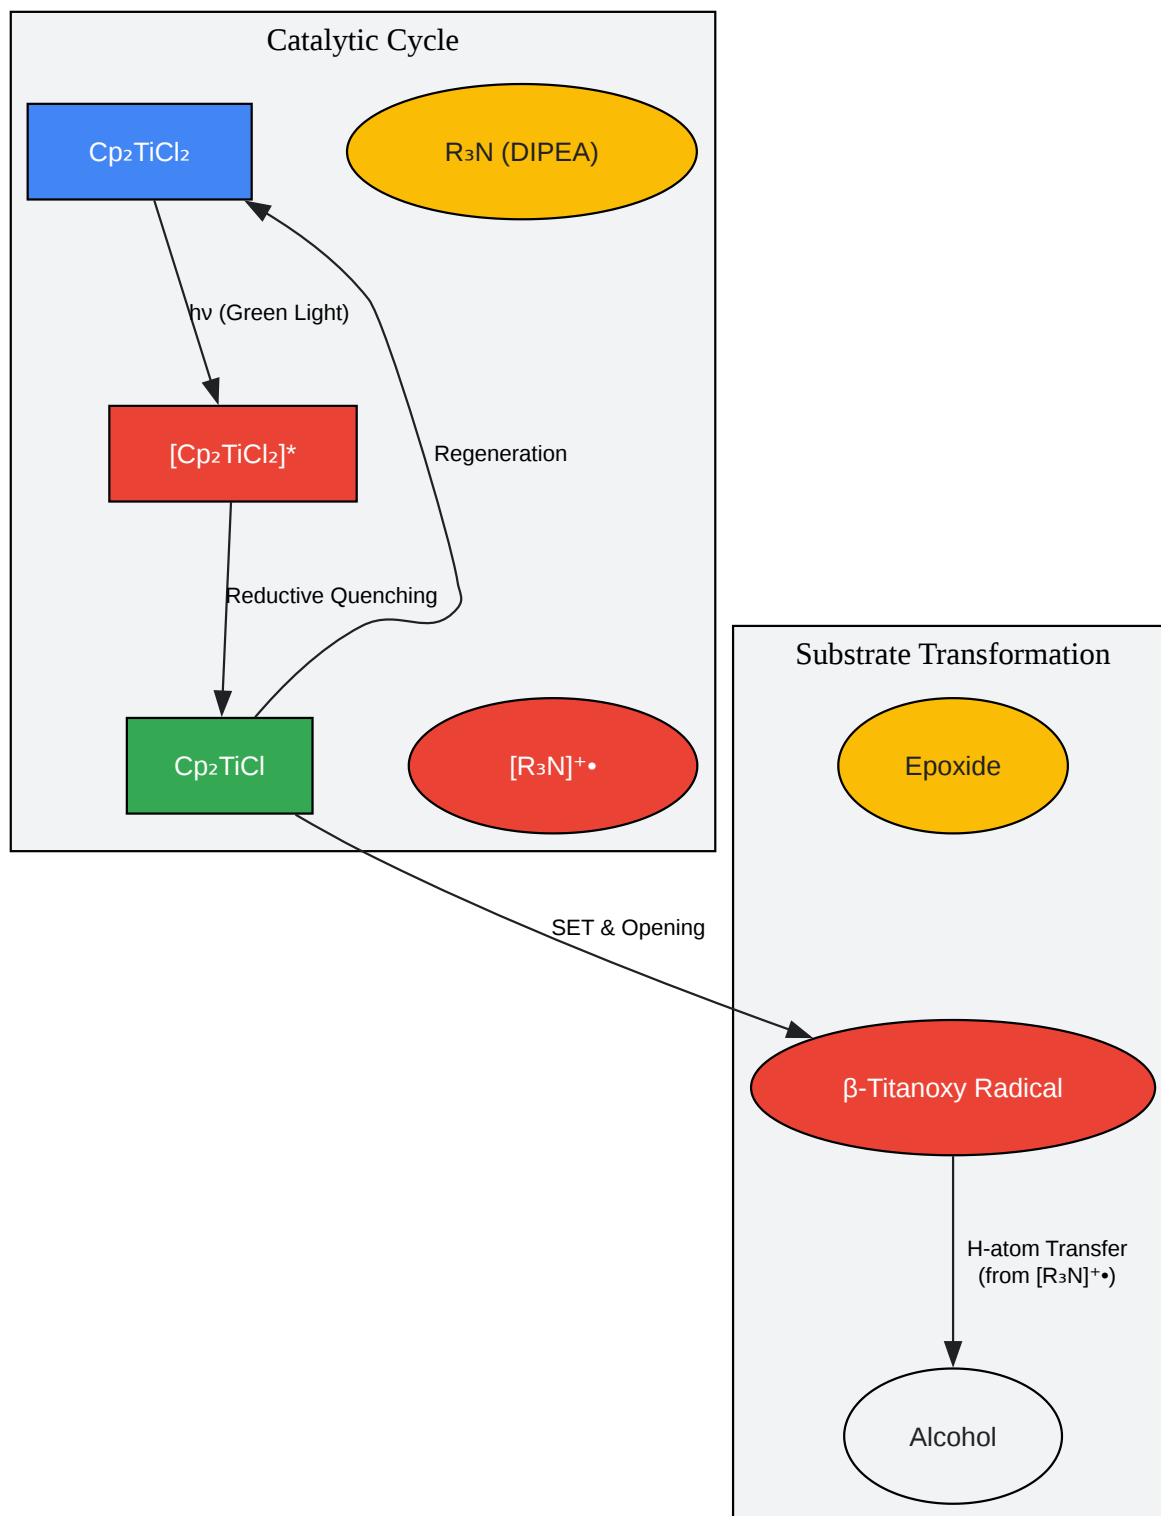 Catalytic Cycle
Cp₂TiCl₂
R₃N (DIPEA)
hν (Green Light)
[Cp₂TiCl₂]*
Regeneration
Reductive Quenching
Substrate Transformation
Cp₂TiCl
[R₃N]⁺•
Epoxide
SET & Opening
β-Titanoxy Radical
H-atom Transfer
(from [R₃N]⁺•)
Alcohol